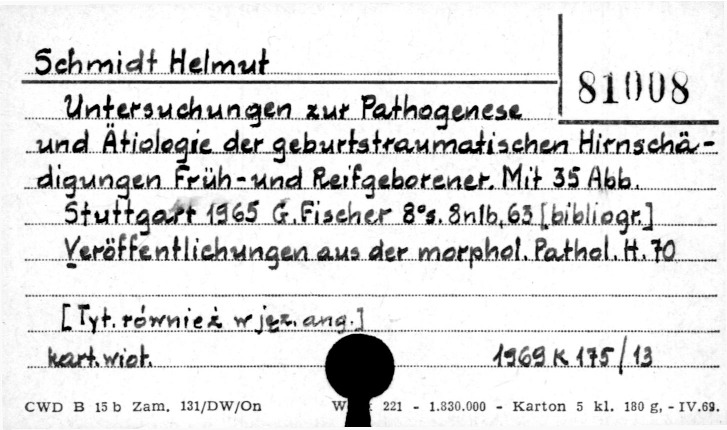 Schmidt Helmut
81008
Untersuchungen zur Pathogenese
und Ätiologie der geburtstraumatischen Hirnschä-
digungen Früh- und Reifgeborener. Mit 35 Abb.
Stuttgart 1965 G. Fischer 8°s. 8nlb, 63 [bibliogr.]
Veröffentlichungen aus der morphol. Pathol. H. 70
[Tyt. również w jęz. ang.]
kart. wiot. 1969 K 175/13
CWD B 15 b Zam. 131/DW/On 221 - 1.830.000 - Karton 5 kl. 180 g. - IV.69.